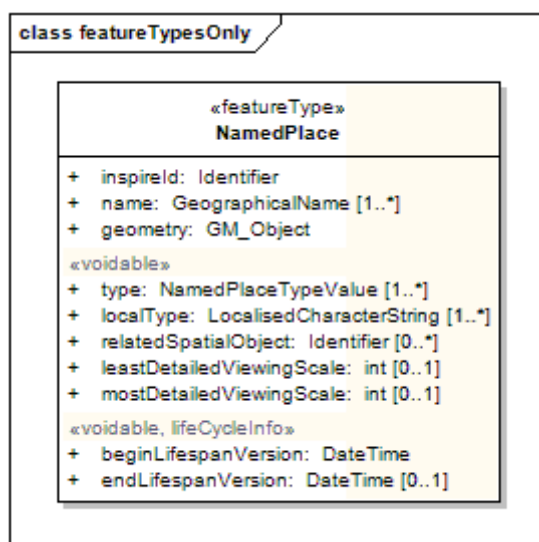 class featureTypesOnly
«featureType»
NamedPlace
+ inspireId: Identifier
+ name: GeographicalName [1..*]
+ geometry: GM_Object
«voidable»
+ type: NamedPlaceTypeValue [1..*]
+ localType: LocalisedCharacterString [1..*]
+ relatedSpatialObject: Identifier [0..*]
+ leastDetailedViewingScale: int [0..1]
+ mostDetailedViewingScale: int [0..1]
«voidable, lifeCycleInfo»
+ beginLifespanVersion: DateTime
+ endLifespanVersion: DateTime [0..1]